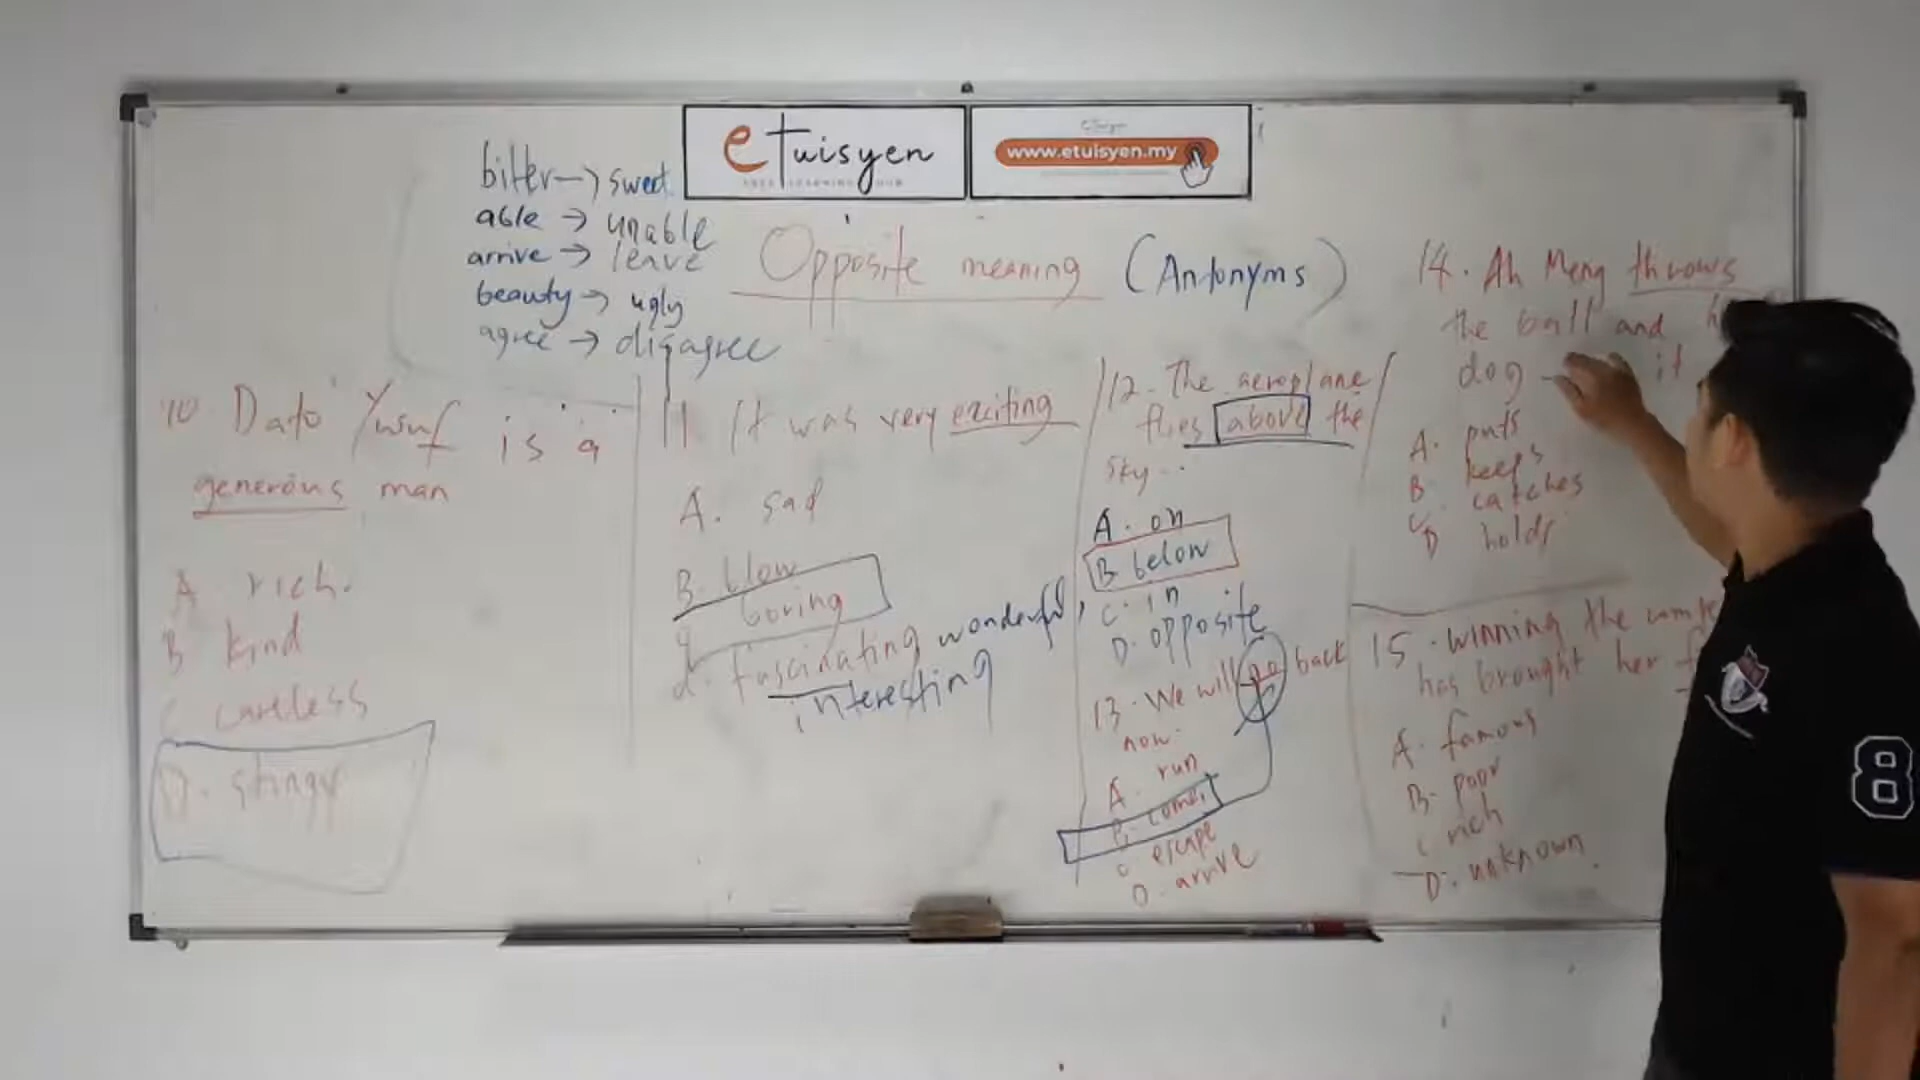 eTuisyen
eTuisyen
www.etuisyen.my
bitter → sweet
able → unable
arrive → leave
beauty → ugly
agree → disagree
Opposite meaning (Antonyms)
10. Dato' Yusuf is a
generous man
A rich.
B kind
C careless
D. stingy
11 It was very exciting
A. sad
B. blow
boring
d. fascinating wonderful,
interesting
12. The aeroplane
flies above the
sky...
A. on
B. below
C. in
D. opposite
13. We will go back
now.
A. run
B. come.
C escape
D. arrive
14. Ah Meng throws
the ball and
dog it
A. puts
B keeps
C. catches
D holds
15. winning the
has brought her
A. famous
B. poor
C rich
D. unknown.
8